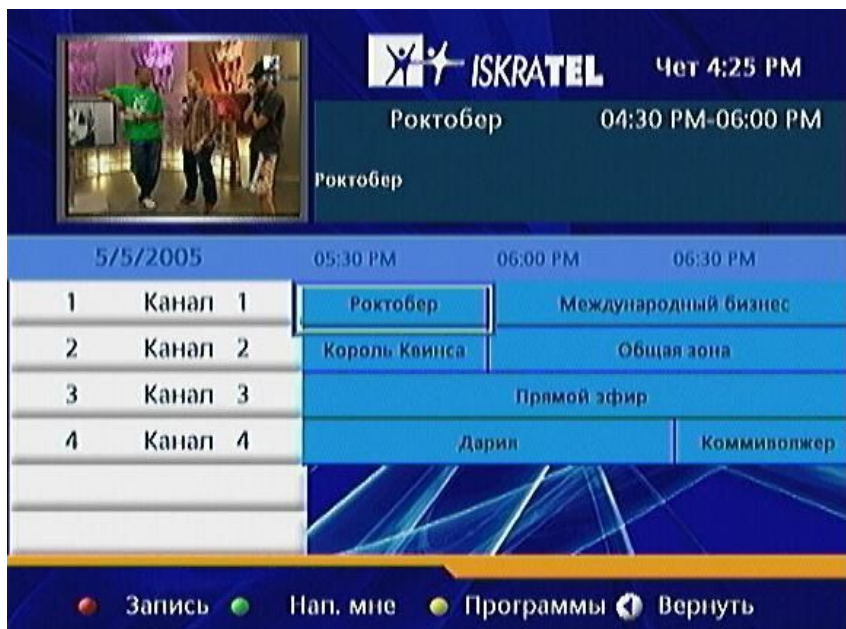 ISKRATEL Чет 4:25 PM
Роктобер 04:30 PM-06:00 PM
Роктобер
5/5/2005 05:30 PM 06:00 PM 06:30 PM
1 Канал 1 Роктобер Международный бизнес
2 Канал 2 Король Квинса Общая зона
3 Канал 3 Прямой эфир
4 Канал 4 Дарил Коммиволжер
Запись Нап. мне Программы Вернуть